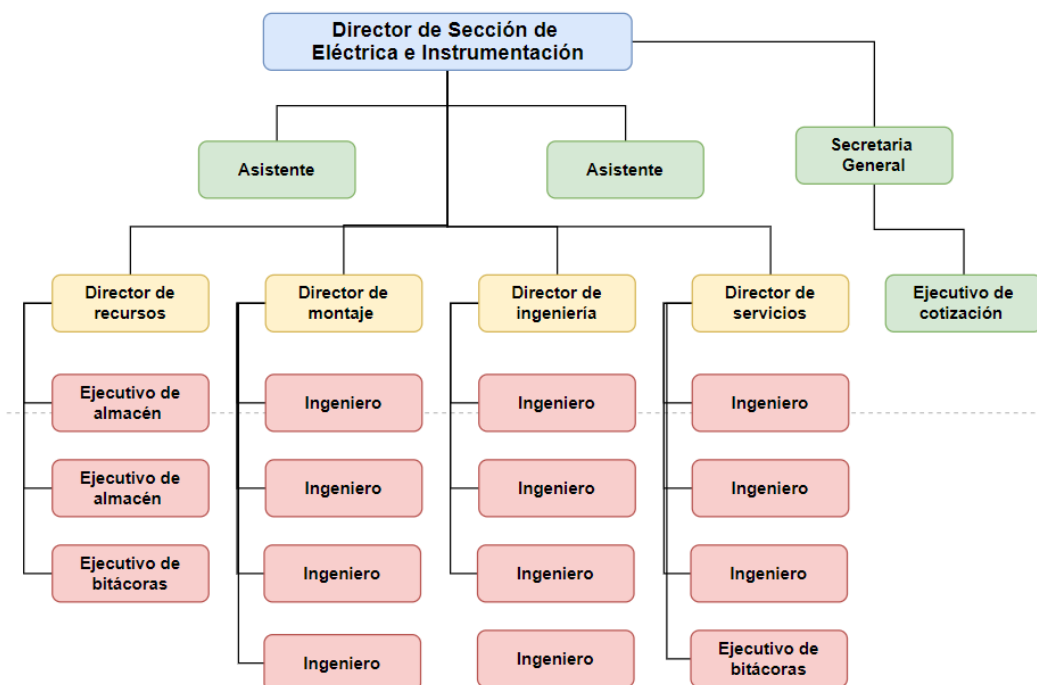 Director de Sección de
Eléctrica e Instrumentación
Asistente
Asistente
Secretaria
General
Director de
recursos
Director de
montaje
Director de
ingeniería
Director de
servicios
Ejecutivo de
cotización
Ejecutivo de
almacén
Ingeniero
Ingeniero
Ingeniero
Ejecutivo de
almacén
Ingeniero
Ingeniero
Ingeniero
Ejecutivo de
bitácoras
Ingeniero
Ingeniero
Ingeniero
Ingeniero
Ingeniero
Ejecutivo de
bitácoras